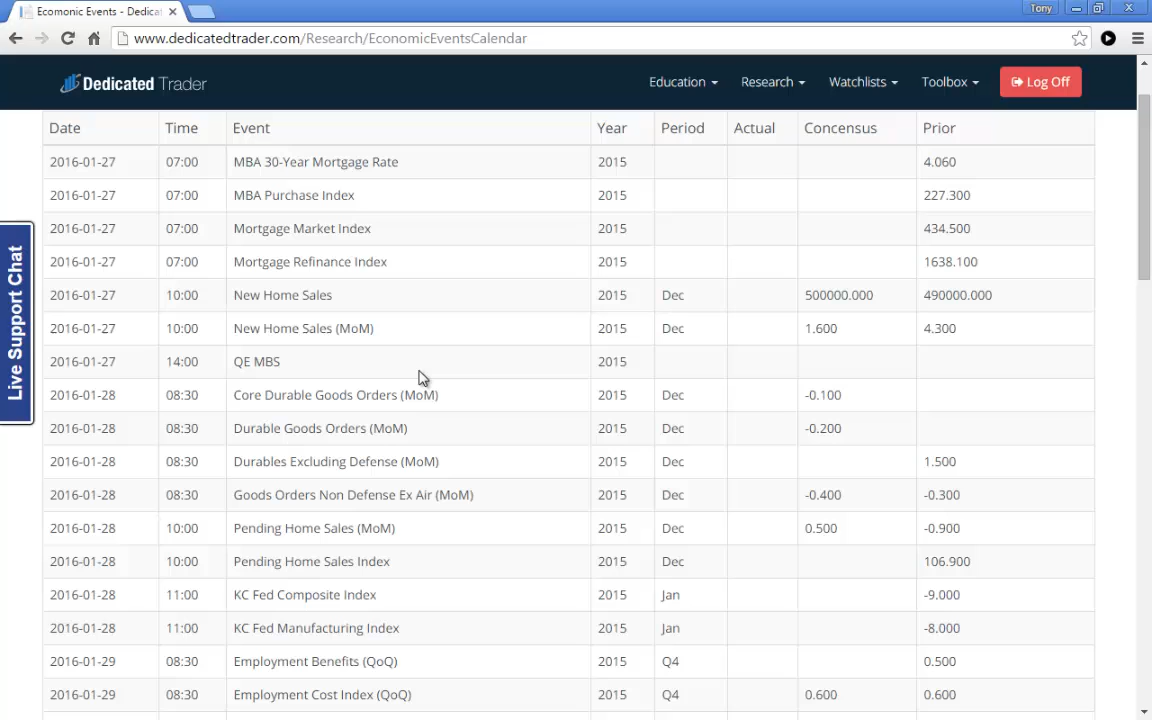 Ecomonic Events - Dedicat
Tony
www.dedicatedtrader.com/Research/EconomicEventsCalendar
Dedicated Trader Education Research Watchlists Toolbox Log Off
Date Time Event Year Period Actual Concensus Prior
2016-01-27 07:00 MBA 30-Year Mortgage Rate 2015 4.060
2016-01-27 07:00 MBA Purchase Index 2015 227.300
2016-01-27 07:00 Mortgage Market Index 2015 434.500
2016-01-27 07:00 Mortgage Refinance Index 2015 1638.100
2016-01-27 10:00 New Home Sales 2015 Dec 500000.000 490000.000
2016-01-27 10:00 New Home Sales (MoM) 2015 Dec 1.600 4.300
2016-01-27 14:00 QE MBS 2015
2016-01-28 08:30 Core Durable Goods Orders (MoM) 2015 Dec -0.100
2016-01-28 08:30 Durable Goods Orders (MoM) 2015 Dec -0.200
2016-01-28 08:30 Durables Excluding Defense (MoM) 2015 Dec 1.500
2016-01-28 08:30 Goods Orders Non Defense Ex Air (MoM) 2015 Dec -0.400 -0.300
2016-01-28 10:00 Pending Home Sales (MoM) 2015 Dec 0.500 -0.900
2016-01-28 10:00 Pending Home Sales Index 2015 Dec 106.900
2016-01-28 11:00 KC Fed Composite Index 2015 Jan -9.000
2016-01-28 11:00 KC Fed Manufacturing Index 2015 Jan -8.000
2016-01-29 08:30 Employment Benefits (QoQ) 2015 Q4 0.500
2016-01-29 08:30 Employment Cost Index (QoQ) 2015 Q4 0.600 0.600
Live Support Chat